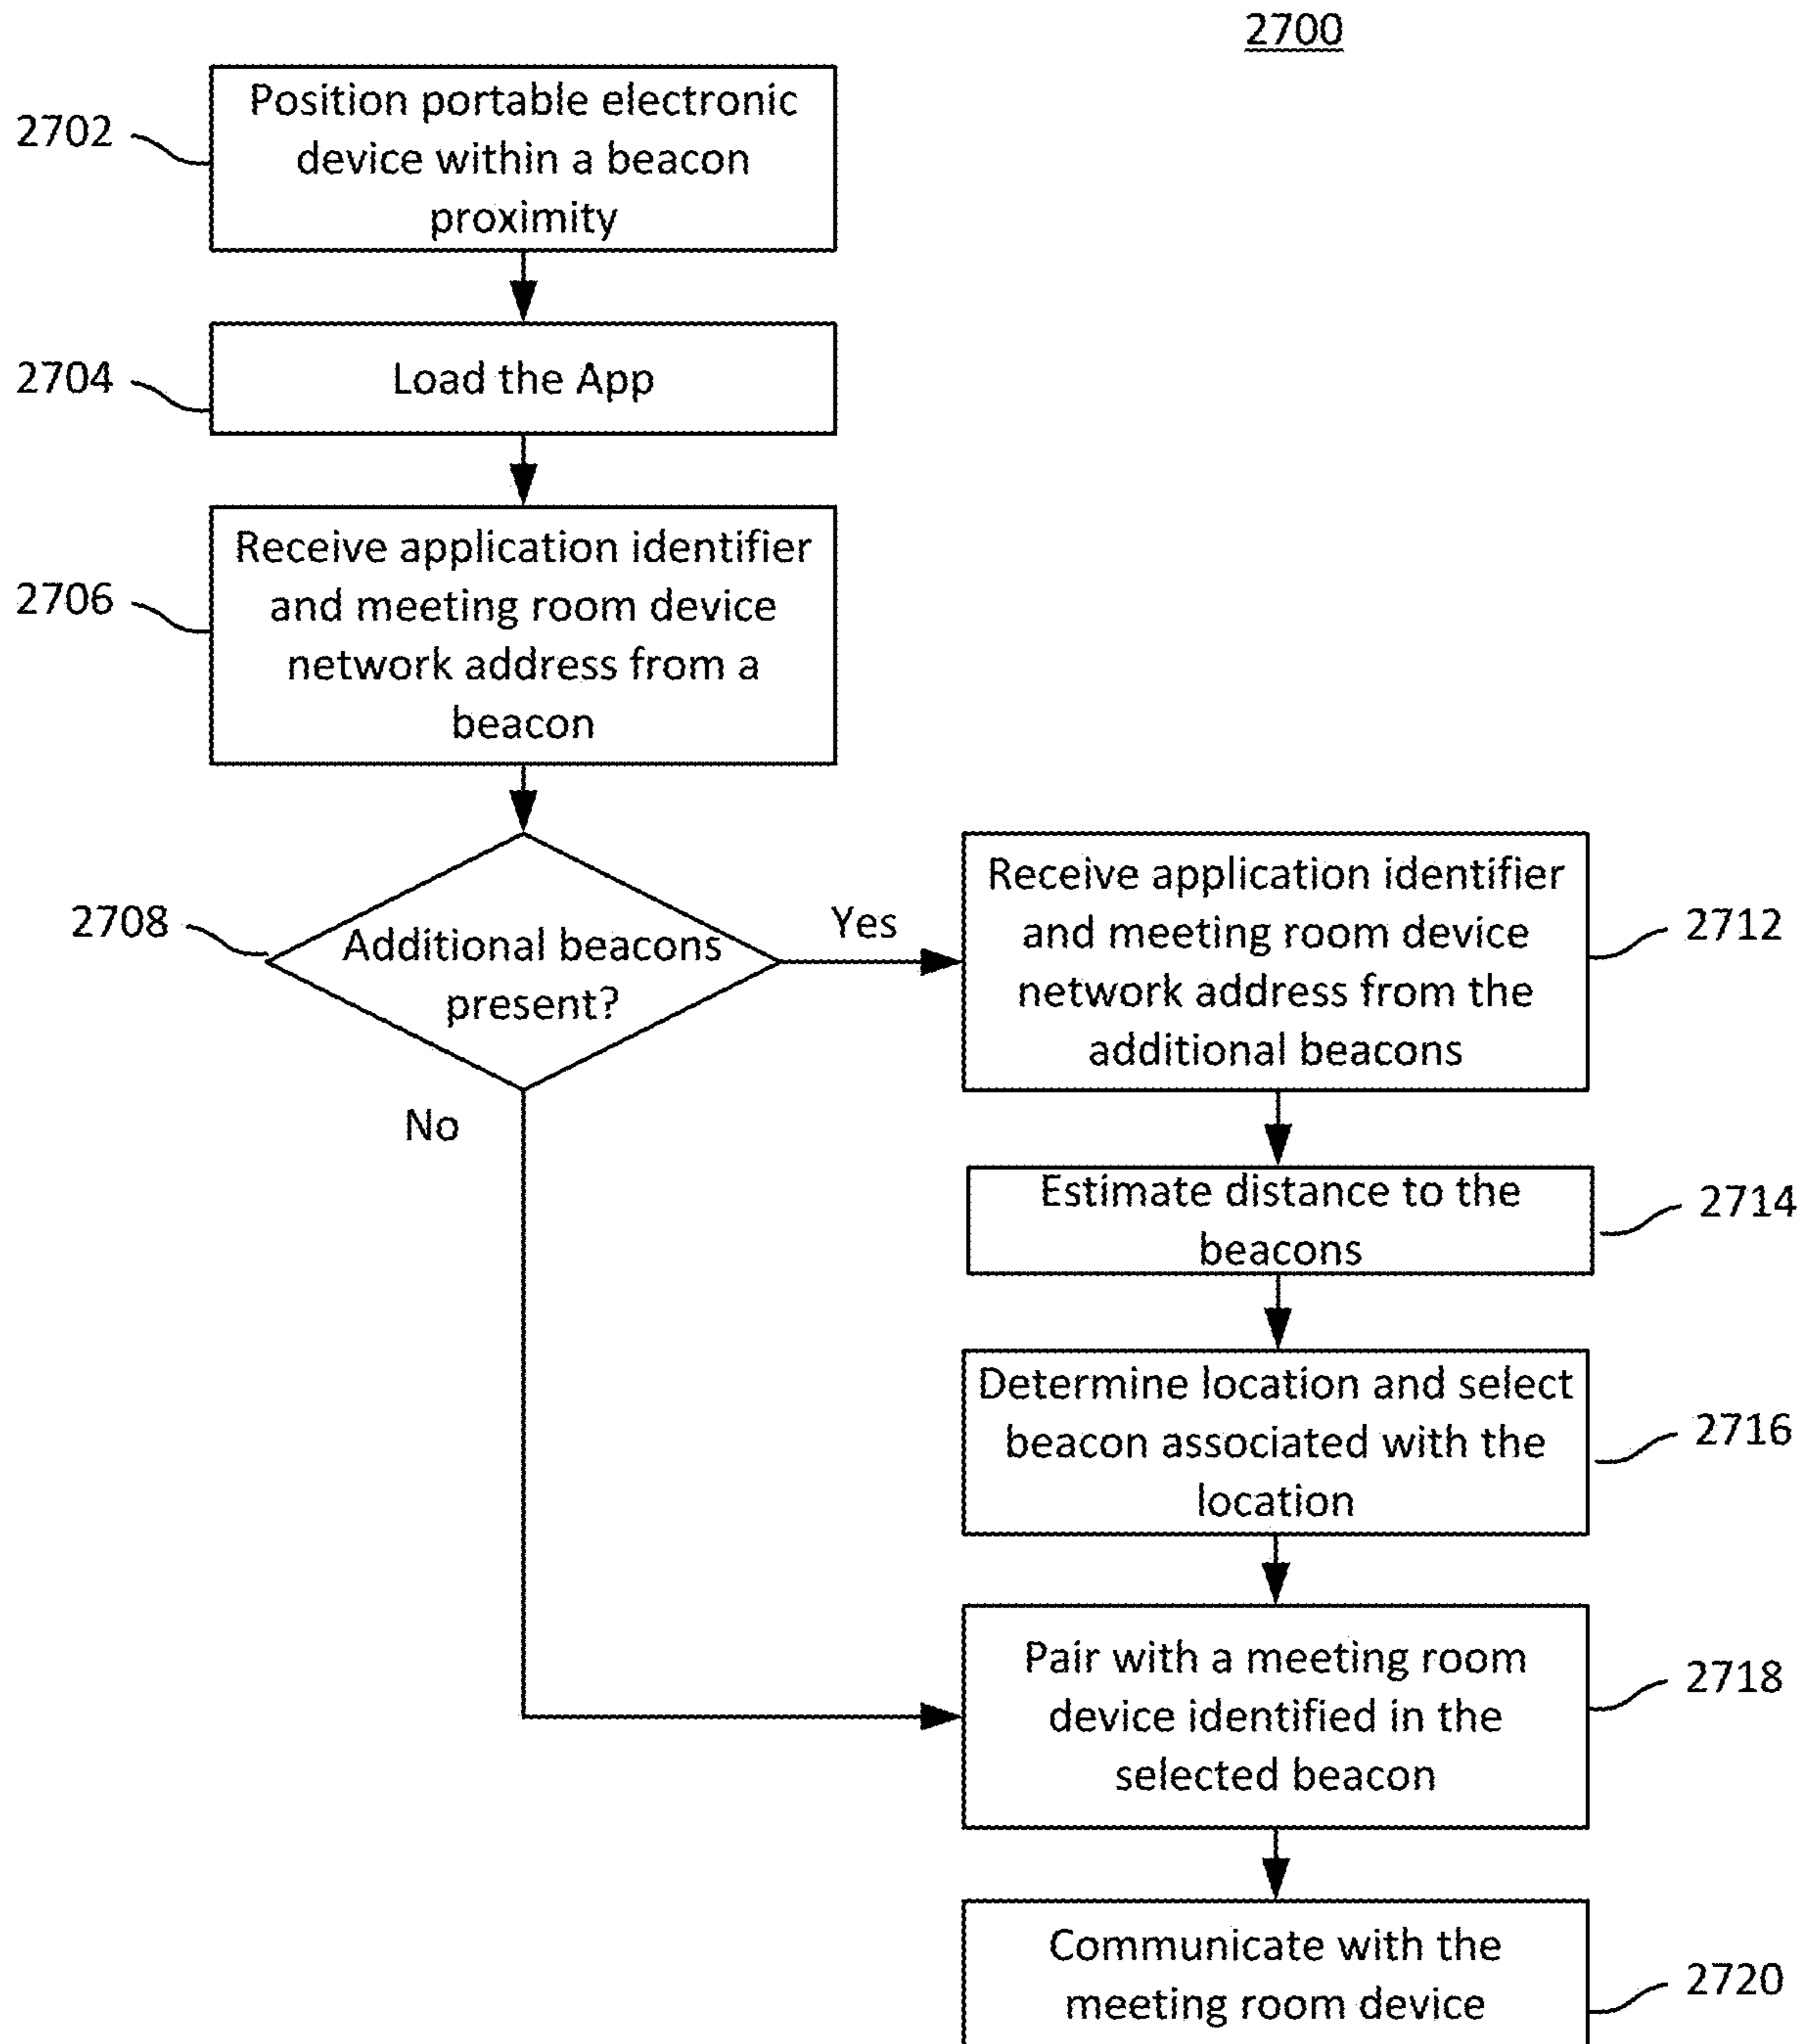 2700
2702
Position portable electronic
device within a beacon
proximity
2704
Load the App
2706
Receive application identifier
and meeting room device
network address from a
beacon
2708
Additional beacons
present?
Yes
No
Receive application identifier
and meeting room device
network address from the
additional beacons
2712
Estimate distance to the
beacons
2714
Determine location and select
beacon associated with the
location
2716
Pair with a meeting room
device identified in the
selected beacon
2718
Communicate with the
meeting room device
2720